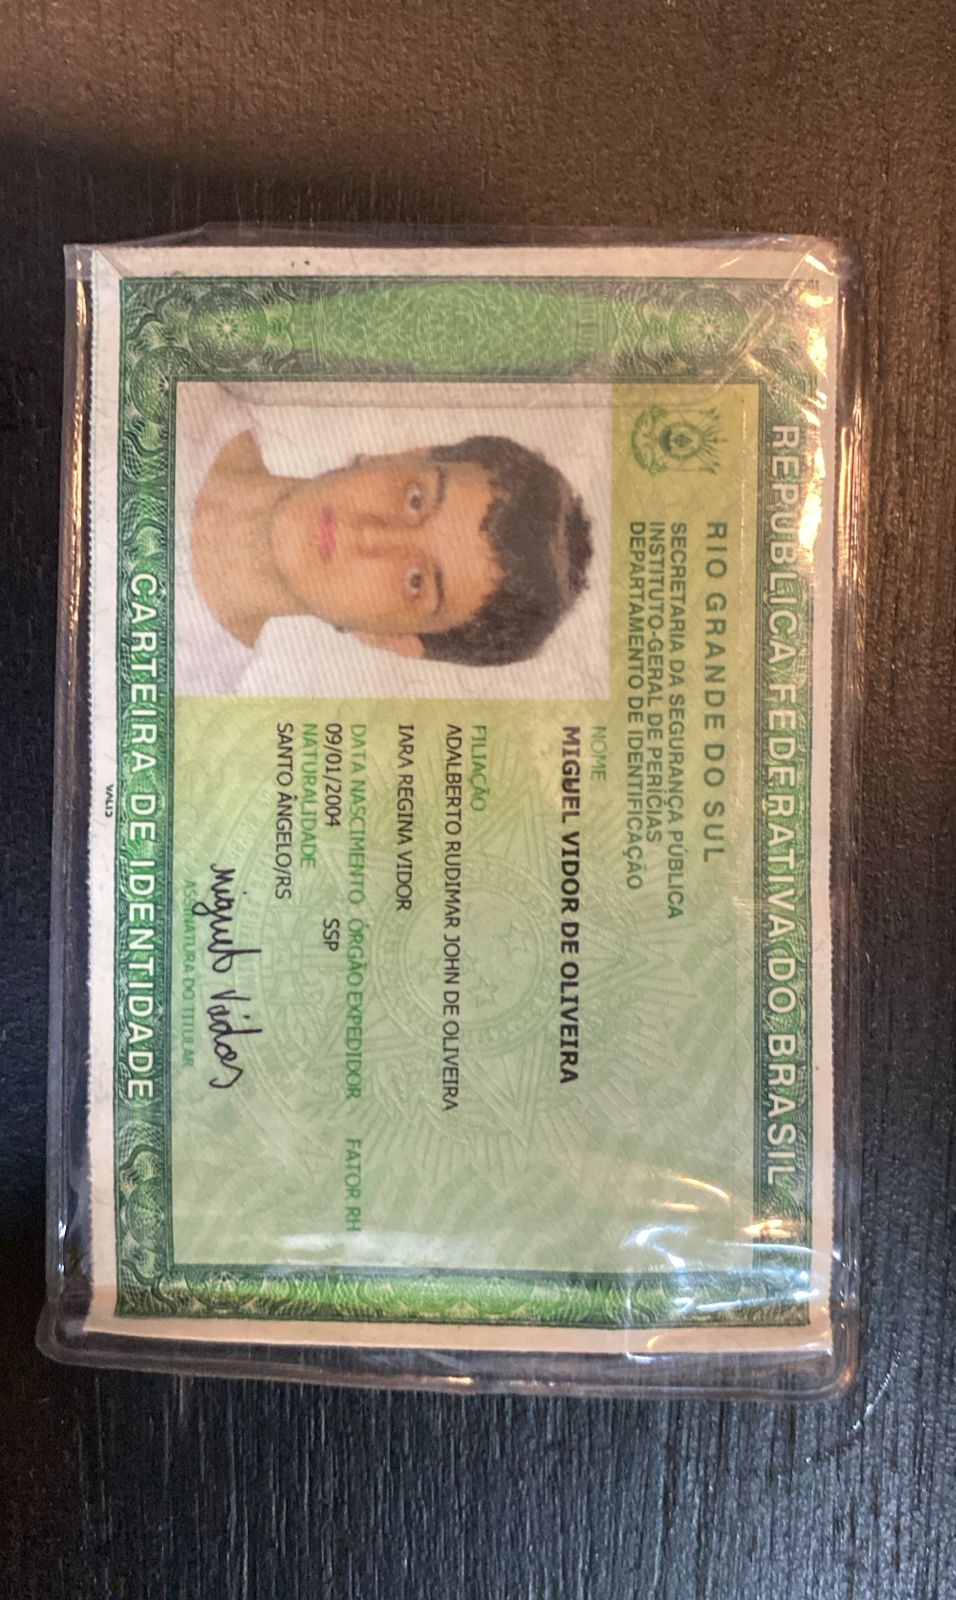 REPÚBLICA FEDERATIVA DO BRASIL
RIO GRANDE DO SUL
SECRETARIA DA SEGURANÇA PÚBLICA
INSTITUTO-GERAL DE PERÍCIAS
DEPARTAMENTO DE IDENTIFICAÇÃO
NOME
MIGUEL VIDOR DE OLIVEIRA
FILIAÇÃO
ADALBERTO RUDIMAR JOHN DE OLIVEIRA
IARA REGINA VIDOR
DATA NASCIMENTO ÓRGÃO EXPEDIDOR FATOR RH
09/01/2004 SSP
NATURALIDADE
SANTO ÂNGELO/RS
Miguel Vidor
ASSINATURA DO TITULAR
CARTEIRA DE IDENTIDADE